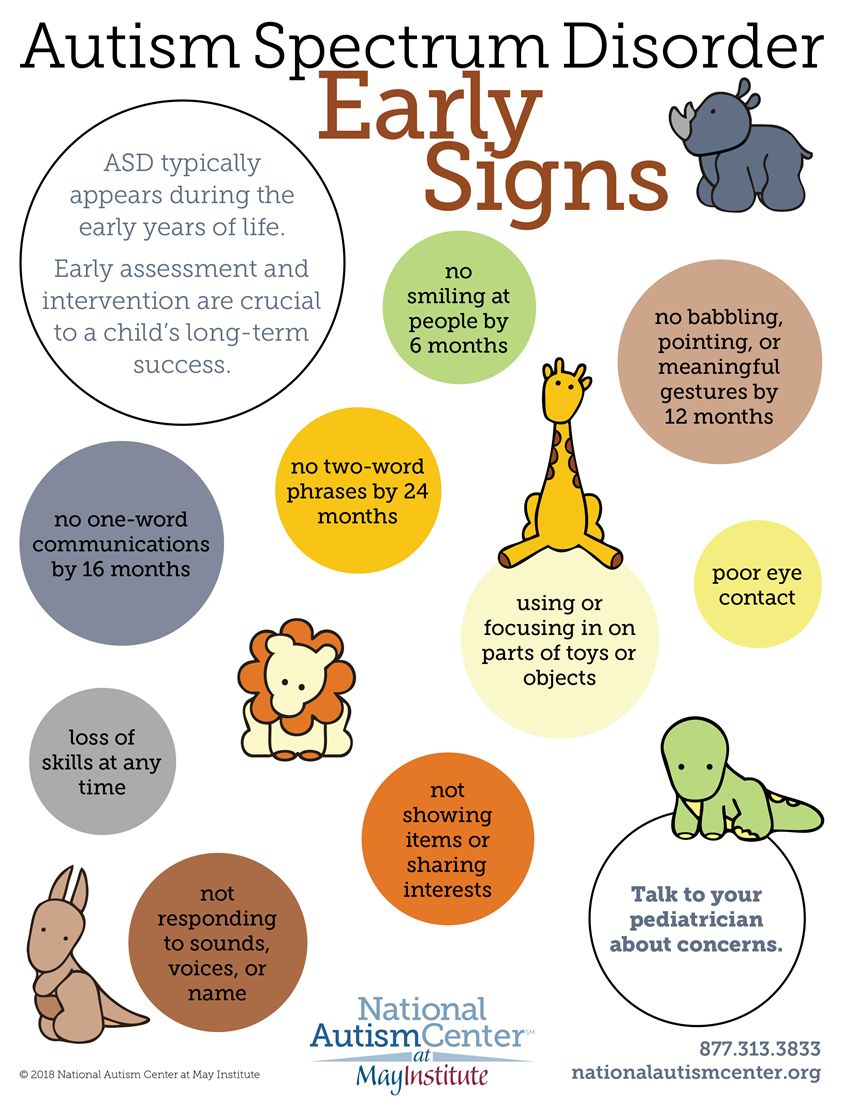 Autism Spectrum Disorder
Early
Signs
ASD typically
appears during the
early years of life.
Early assessment and
intervention are crucial
to a child's long-term
success.
no
smiling at
people by
6 months
no babbling,
pointing, or
meaningful
gestures by
12 months
no two-word
phrases by 24
months
no one-word
communications
by 16 months
poor eye
contact
using or
focusing in on
parts of toys or
objects
loss of
skills at any
time
not
showing
items or
sharing
interests
not
responding
to sounds,
voices, or
name
Talk to your
pediatrician
about concerns.
National
AutismCenter℠
at
MayInstitute
877.313.3833
nationalautismcenter.org
© 2018 National Autism Center at May Institute